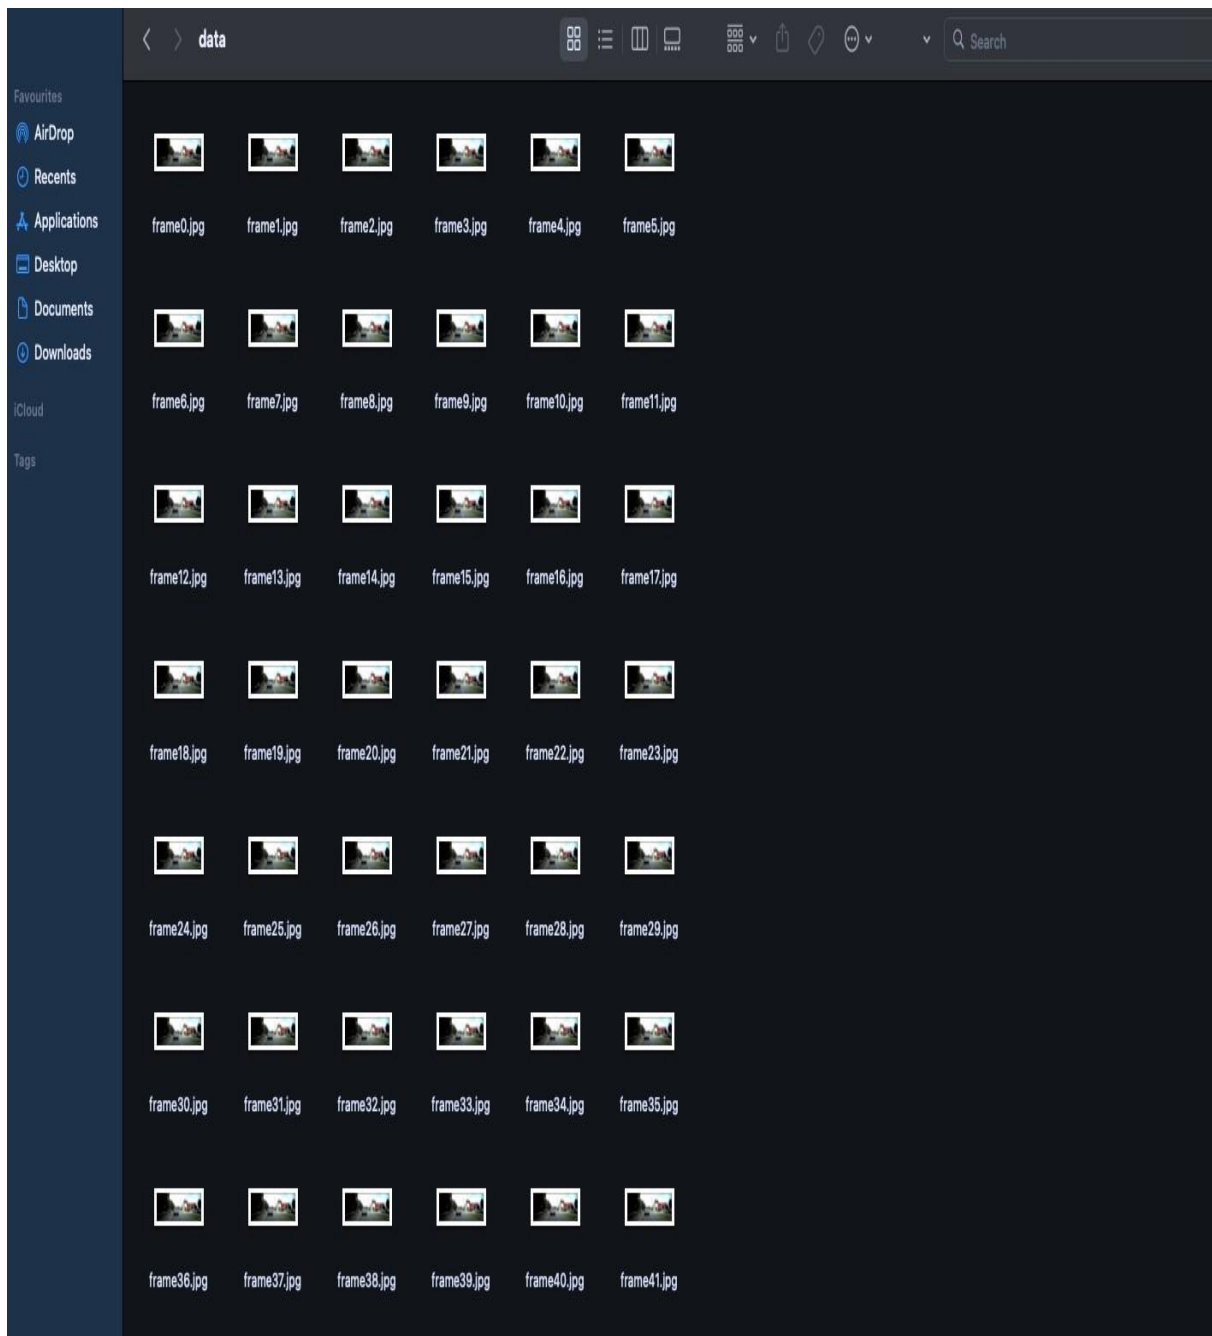 data
Search
Favourites
AirDrop
Recents
Applications
Desktop
Documents
Downloads
iCloud
Tags
frame0.jpg frame1.jpg frame2.jpg frame3.jpg frame4.jpg frame5.jpg
frame6.jpg frame7.jpg frame8.jpg frame9.jpg frame10.jpg frame11.jpg
frame12.jpg frame13.jpg frame14.jpg frame15.jpg frame16.jpg frame17.jpg
frame18.jpg frame19.jpg frame20.jpg frame21.jpg frame22.jpg frame23.jpg
frame24.jpg frame25.jpg frame26.jpg frame27.jpg frame28.jpg frame29.jpg
frame30.jpg frame31.jpg frame32.jpg frame33.jpg frame34.jpg frame35.jpg
frame36.jpg frame37.jpg frame38.jpg frame39.jpg frame40.jpg frame41.jpg